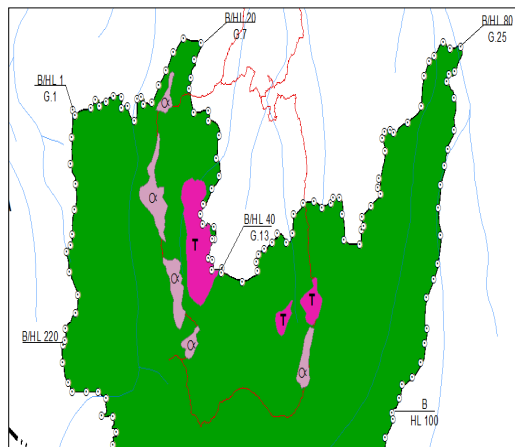 B/HL 20
G.7
B/HL 80
G.25
B/HL 1
G.1
T
B/HL 40
G.13
T
T
B/HL 220
B
HL 100